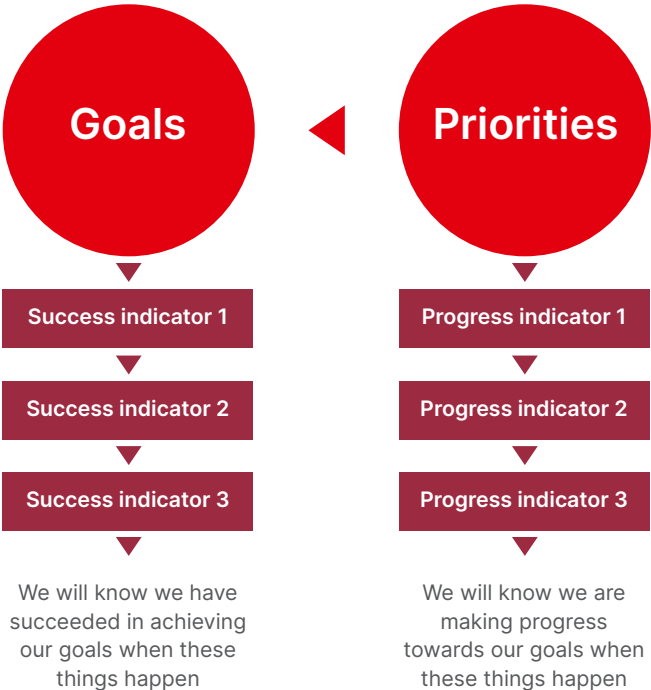 Goals
Success indicator 1
Success indicator 2
Success indicator 3
We will know we have
succeeded in achieving
our goals when these
things happen
Priorities
Progress indicator 1
Progress indicator 2
Progress indicator 3
We will know we are
making progress
towards our goals when
these things happen